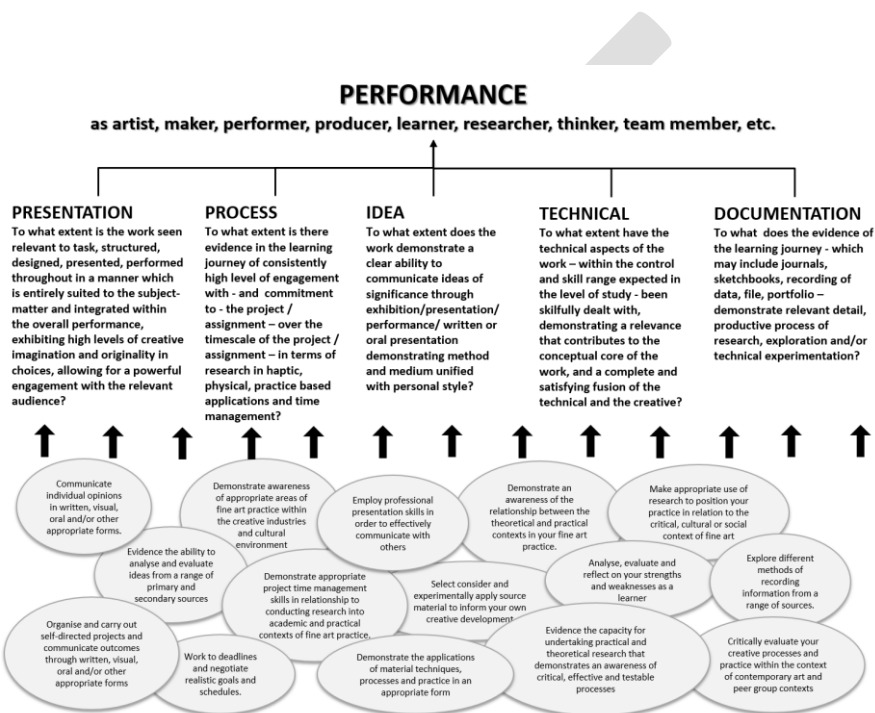 PERFORMANCE
as artist, maker, performer, producer, learner, researcher, thinker, team member, etc.
PRESENTATION
To what extent is the work seen
relevant to task, structured,
designed, presented, performed
throughout in a manner which
is entirely suited to the subject-
matter and integrated within
the overall performance,
exhibiting high levels of creative
imagination and originality in
choices, allowing for a powerful
engagement with the relevant
audience?
PROCESS
To what extent is there
evidence in the learning
journey of consistently
high level of engagement
with - and commitment
to - the project /
assignment – over the
timescale of the project /
assignment – in terms of
research in haptic,
physical, practice based
applications and time
management?
IDEA
To what extent does the
work demonstrate a
clear ability to
communicate ideas of
significance through
exhibition/presentation/
performance/ written or
oral presentation
demonstrating method
and medium unified
with personal style?
TECHNICAL
To what extent have the
technical aspects of the
work – within the control
and skill range expected in
the level of study - been
skilfully dealt with,
demonstrating a relevance
that contributes to the
conceptual core of the
work, and a complete and
satisfying fusion of the
technical and the creative?
DOCUMENTATION
To what does the evidence of
the learning journey - which
may include journals,
sketchbooks, recording of
data, file, portfolio –
demonstrate relevant detail,
productive process of
research, exploration and/or
technical experimentation?
Communicate
individual opinions
in written, visual,
oral and/or other
appropriate forms.
Demonstrate awareness
of appropriate areas of
fine art practice within
the creative industries
and cultural
environment
Employ professional
presentation skills in
order to effectively
communicate with
others
Demonstrate an
awareness of the
relationship between the
theoretical and practical
contexts in your fine art
practice.
Make appropriate use of
research to position your
practice in relation to the
critical, cultural or social
context of fine art
Evidence the ability to
analyse and evaluate
ideas from a range of
primary and
secondary sources
Demonstrate appropriate
project time management
skills in relationship to
conducting research into
academic and practical
contexts of fine art practice.
Select consider and
experimentally apply source
material to inform your own
creative development
Analyse, evaluate and
reflect on your strengths
and weaknesses as a
learner
Explore different
methods of
recording
information from a
range of sources.
Organise and carry out
self-directed projects and
communicate outcomes
through written, visual,
oral and/or other
appropriate forms
Work to deadlines
and negotiate
realistic goals and
schedules.
Demonstrate the applications
of material techniques,
processes and practice in an
appropriate form
Evidence the capacity for
undertaking practical and
theoretical research that
demonstrates an awareness of
critical, effective and testable
processes
Critically evaluate your
creative processes and
practice within the context
of contemporary art and
peer group contexts